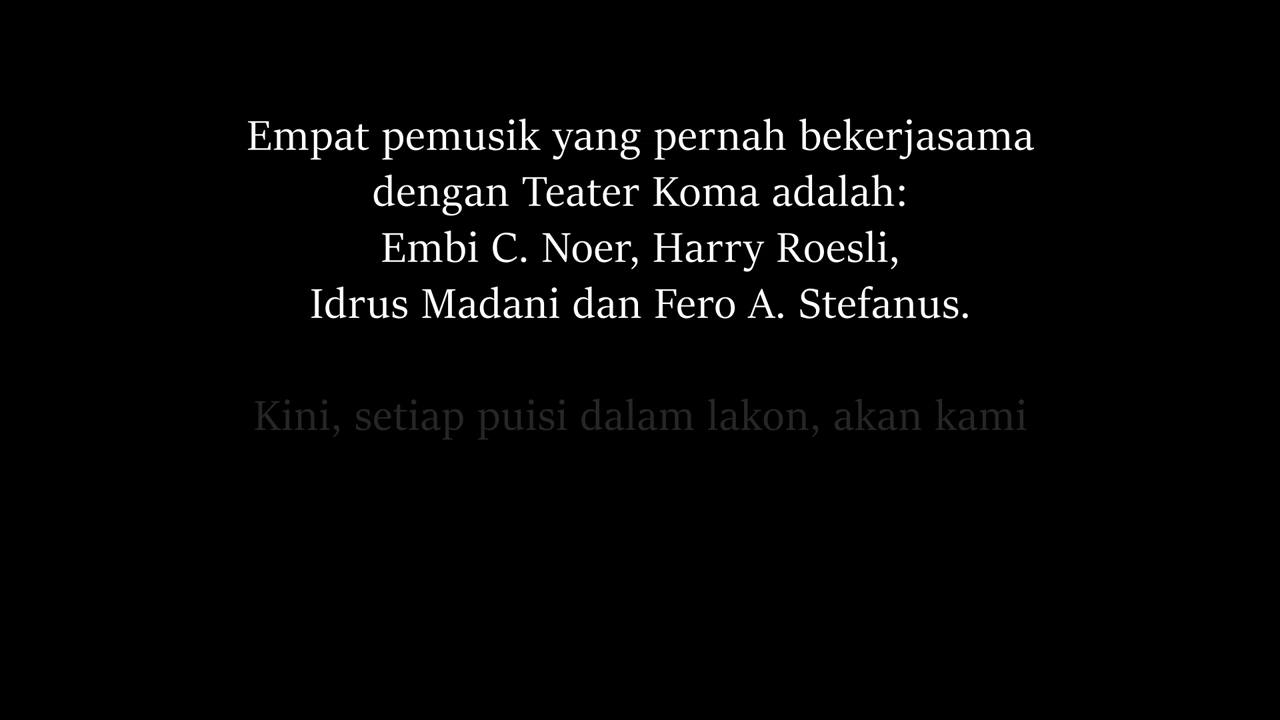 Empat pemusik yang pernah bekerjasama
dengan Teater Koma adalah:
Embi C. Noer, Harry Roesli,
Idrus Madani dan Fero A. Stefanus.
Kini, setiap puisi dalam lakon, akan kami